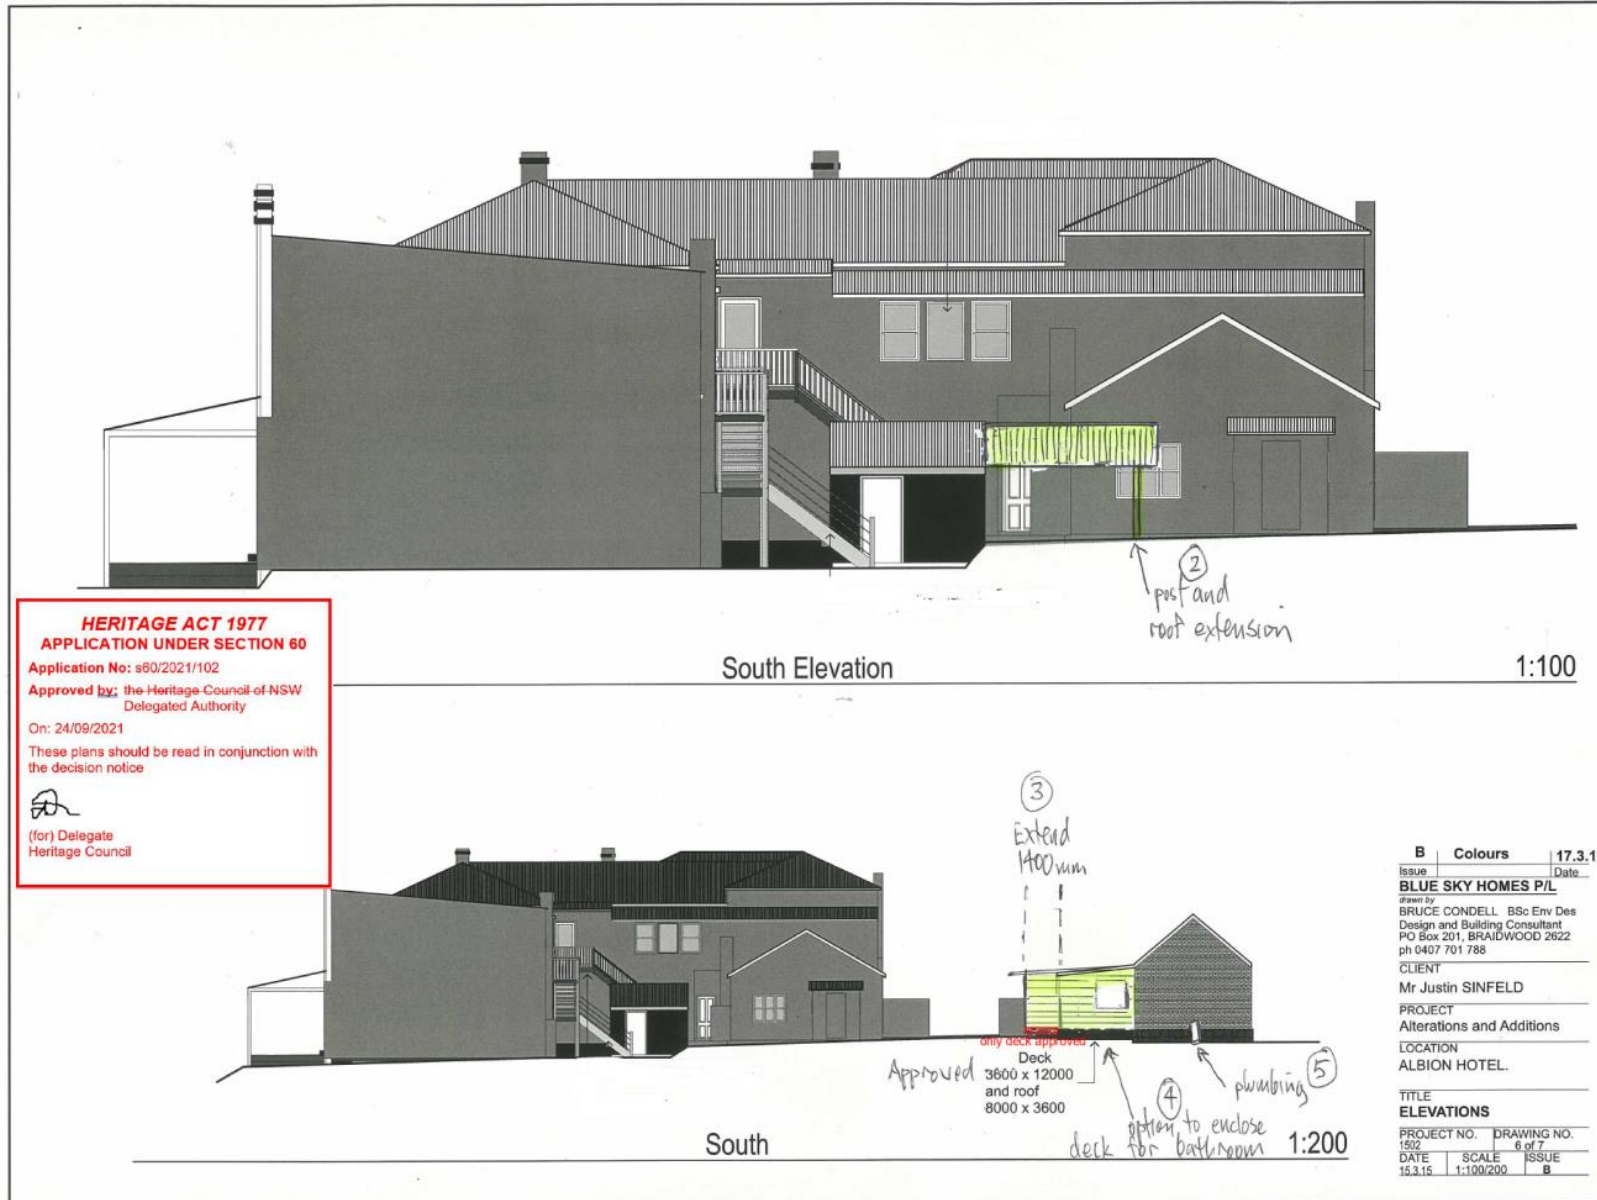 ②
post and
roof extension
South Elevation
1:100
HERITAGE ACT 1977
APPLICATION UNDER SECTION 60
Application No: s60/2021/102
Approved by: the Heritage Council of NSW
Delegated Authority
On: 24/09/2021
These plans should be read in conjunction with
the decision notice
(for) Delegate
Heritage Council
③
Extend
1400mm
only deck approved
Approved
Deck
3600 x 12000
and roof
8000 x 3600
④
option to enclose
deck for bathroom
plumbing ⑤
South
1:200
B Colours 17.3.1
Issue Date
BLUE SKY HOMES P/L
drawn by
BRUCE CONDELL BSc Env Des
Design and Building Consultant
PO Box 201, BRAIDWOOD 2622
ph 0407 701 788
CLIENT
Mr Justin SINFELD
PROJECT
Alterations and Additions
LOCATION
ALBION HOTEL.
TITLE
ELEVATIONS
PROJECT NO. DRAWING NO.
1502 6 of 7
DATE SCALE ISSUE
15.3.15 1:100/200 B